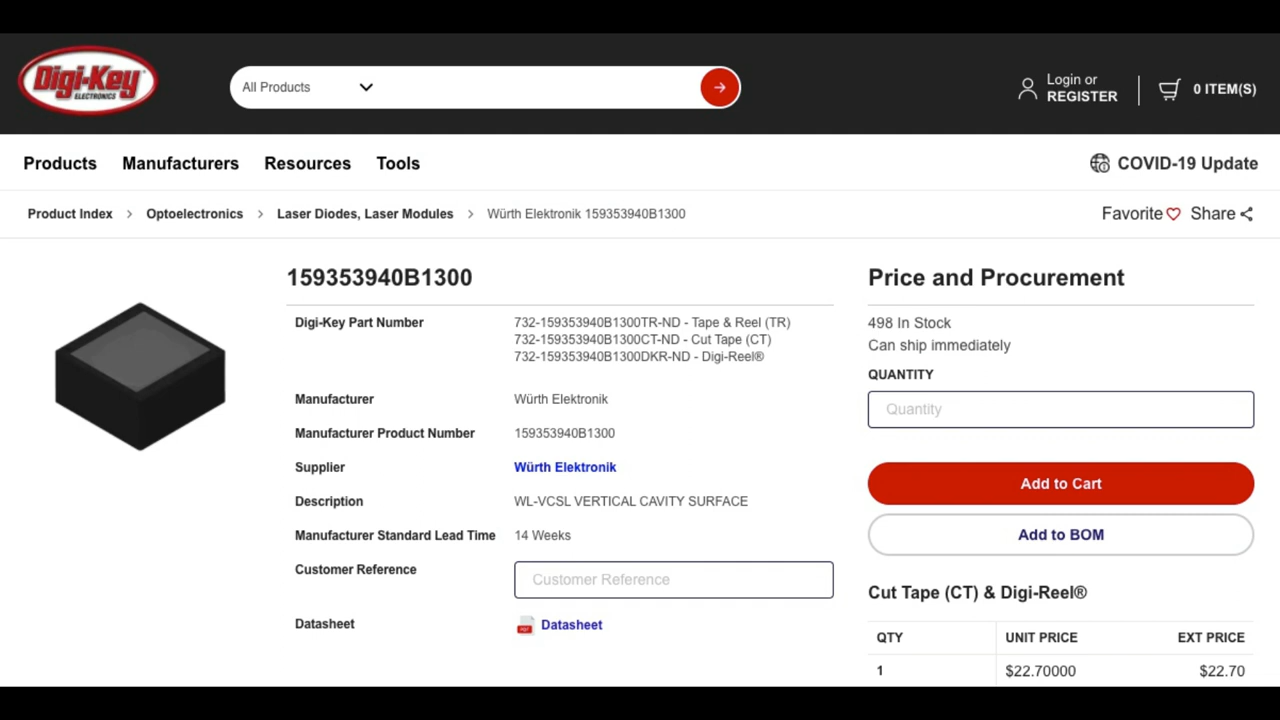 Digi-Key
ELECTRONICS
All Products
Login or
REGISTER
0 ITEM(S)
Products Manufacturers Resources Tools
COVID-19 Update
Product Index > Optoelectronics > Laser Diodes, Laser Modules > Würth Elektronik 159353940B1300
Favorite Share
159353940B1300
Digi-Key Part Number
732-159353940B1300TR-ND - Tape & Reel (TR)
732-159353940B1300CT-ND - Cut Tape (CT)
732-159353940B1300DKR-ND - Digi-Reel®
Manufacturer Würth Elektronik
Manufacturer Product Number 159353940B1300
Supplier Würth Elektronik
Description WL-VCSL VERTICAL CAVITY SURFACE
Manufacturer Standard Lead Time 14 Weeks
Customer Reference Customer Reference
Datasheet Datasheet
Price and Procurement
498 In Stock
Can ship immediately
QUANTITY
Quantity
Add to Cart
Add to BOM
Cut Tape (CT) & Digi-Reel®
QTY UNIT PRICE EXT PRICE
1 $22.70000 $22.70